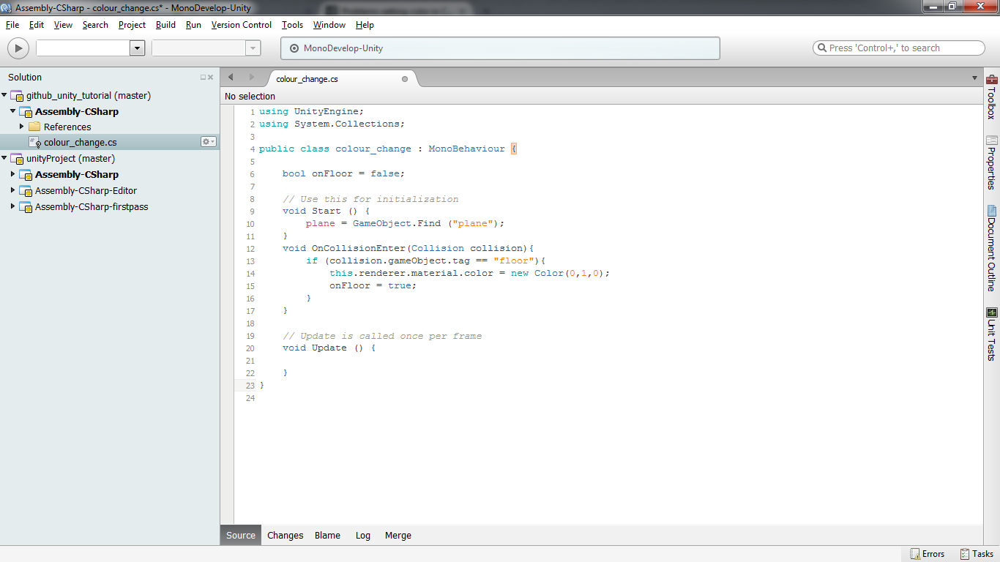 Assembly-CSharp - colour_change.cs* - MonoDevelop-Unity
File Edit View Search Project Build Run Version Control Tools Window Help
MonoDevelop-Unity
Press 'Control+,' to search
Solution
github_unity_tutorial (master)
Assembly-CSharp
References
colour_change.cs
unityProject (master)
Assembly-CSharp
Assembly-CSharp-Editor
Assembly-CSharp-firstpass
colour_change.cs
No selection
1 using UnityEngine;
2 using System.Collections;
3
4 public class colour_change : MonoBehaviour {
5
6 bool onFloor = false;
7
8 // Use this for initialization
9 void Start () {
10 plane = GameObject.Find ("plane");
11 }
12 void OnCollisionEnter(Collision collision){
13 if (collision.gameObject.tag == "floor"){
14 this.renderer.material.color = new Color(0,1,0);
15 onFloor = true;
16 }
17 }
18
19 // Update is called once per frame
20 void Update () {
21
22 }
23 }
24
Toolbox
Properties
Document Outline
Unit Tests
Source Changes Blame Log Merge
Errors Tasks